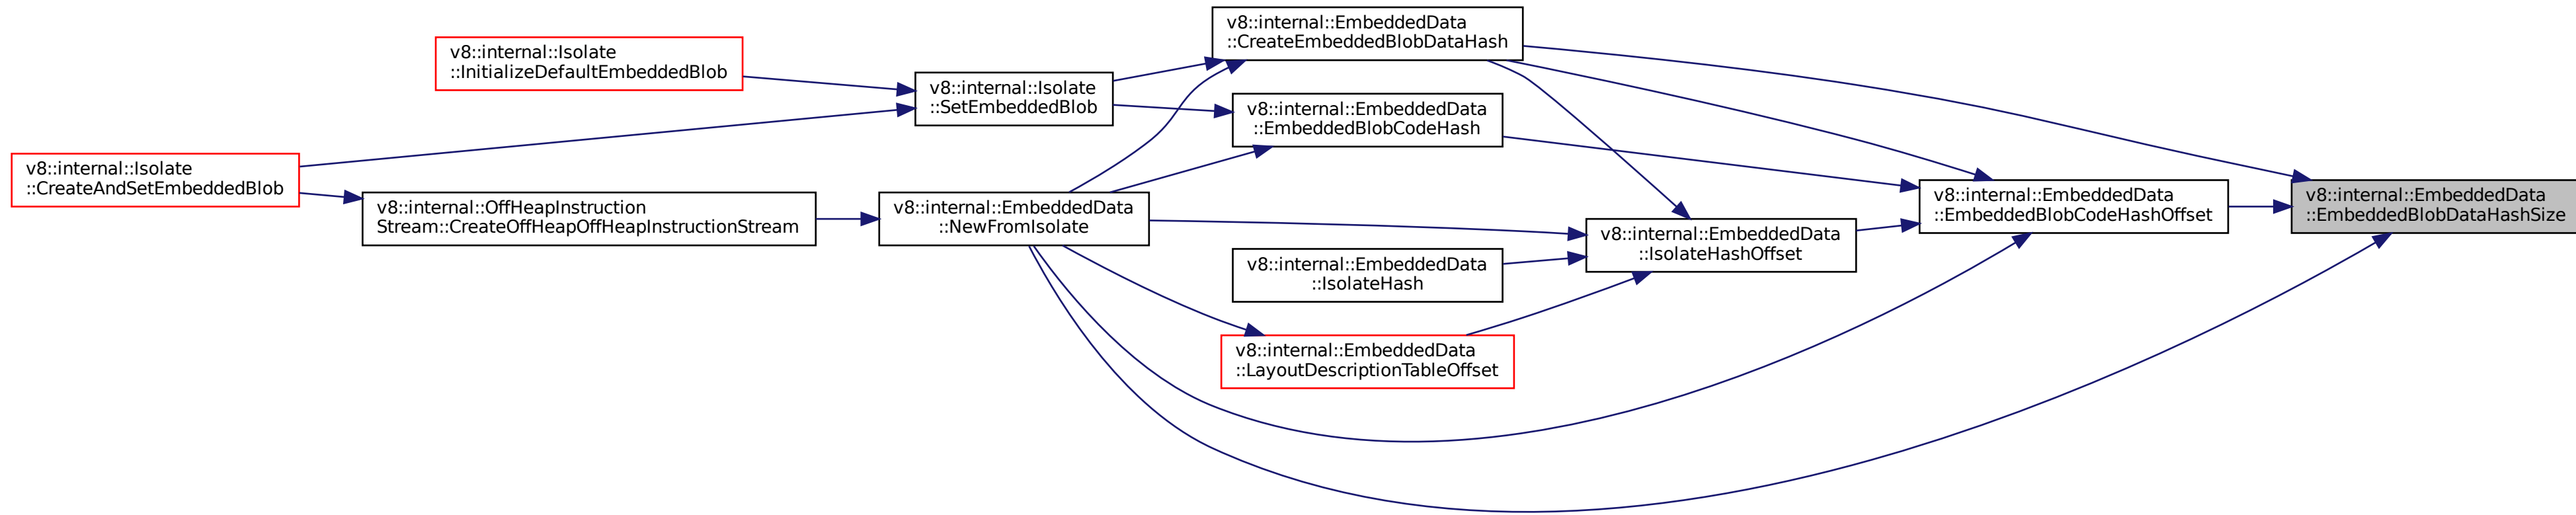 v8::internal::EmbeddedData
::CreateEmbeddedBlobDataHash
v8::internal::Isolate
::InitializeDefaultEmbeddedBlob
v8::internal::Isolate
::SetEmbeddedBlob
v8::internal::EmbeddedData
::EmbeddedBlobCodeHash
v8::internal::Isolate
::CreateAndSetEmbeddedBlob
v8::internal::OffHeapInstruction
Stream::CreateOffHeapOffHeapInstructionStream
v8::internal::EmbeddedData
::NewFromIsolate
v8::internal::EmbeddedData
::IsolateHashOffset
v8::internal::EmbeddedData
::EmbeddedBlobCodeHashOffset
v8::internal::EmbeddedData
::EmbeddedBlobDataHashSize
v8::internal::EmbeddedData
::IsolateHash
v8::internal::EmbeddedData
::LayoutDescriptionTableOffset